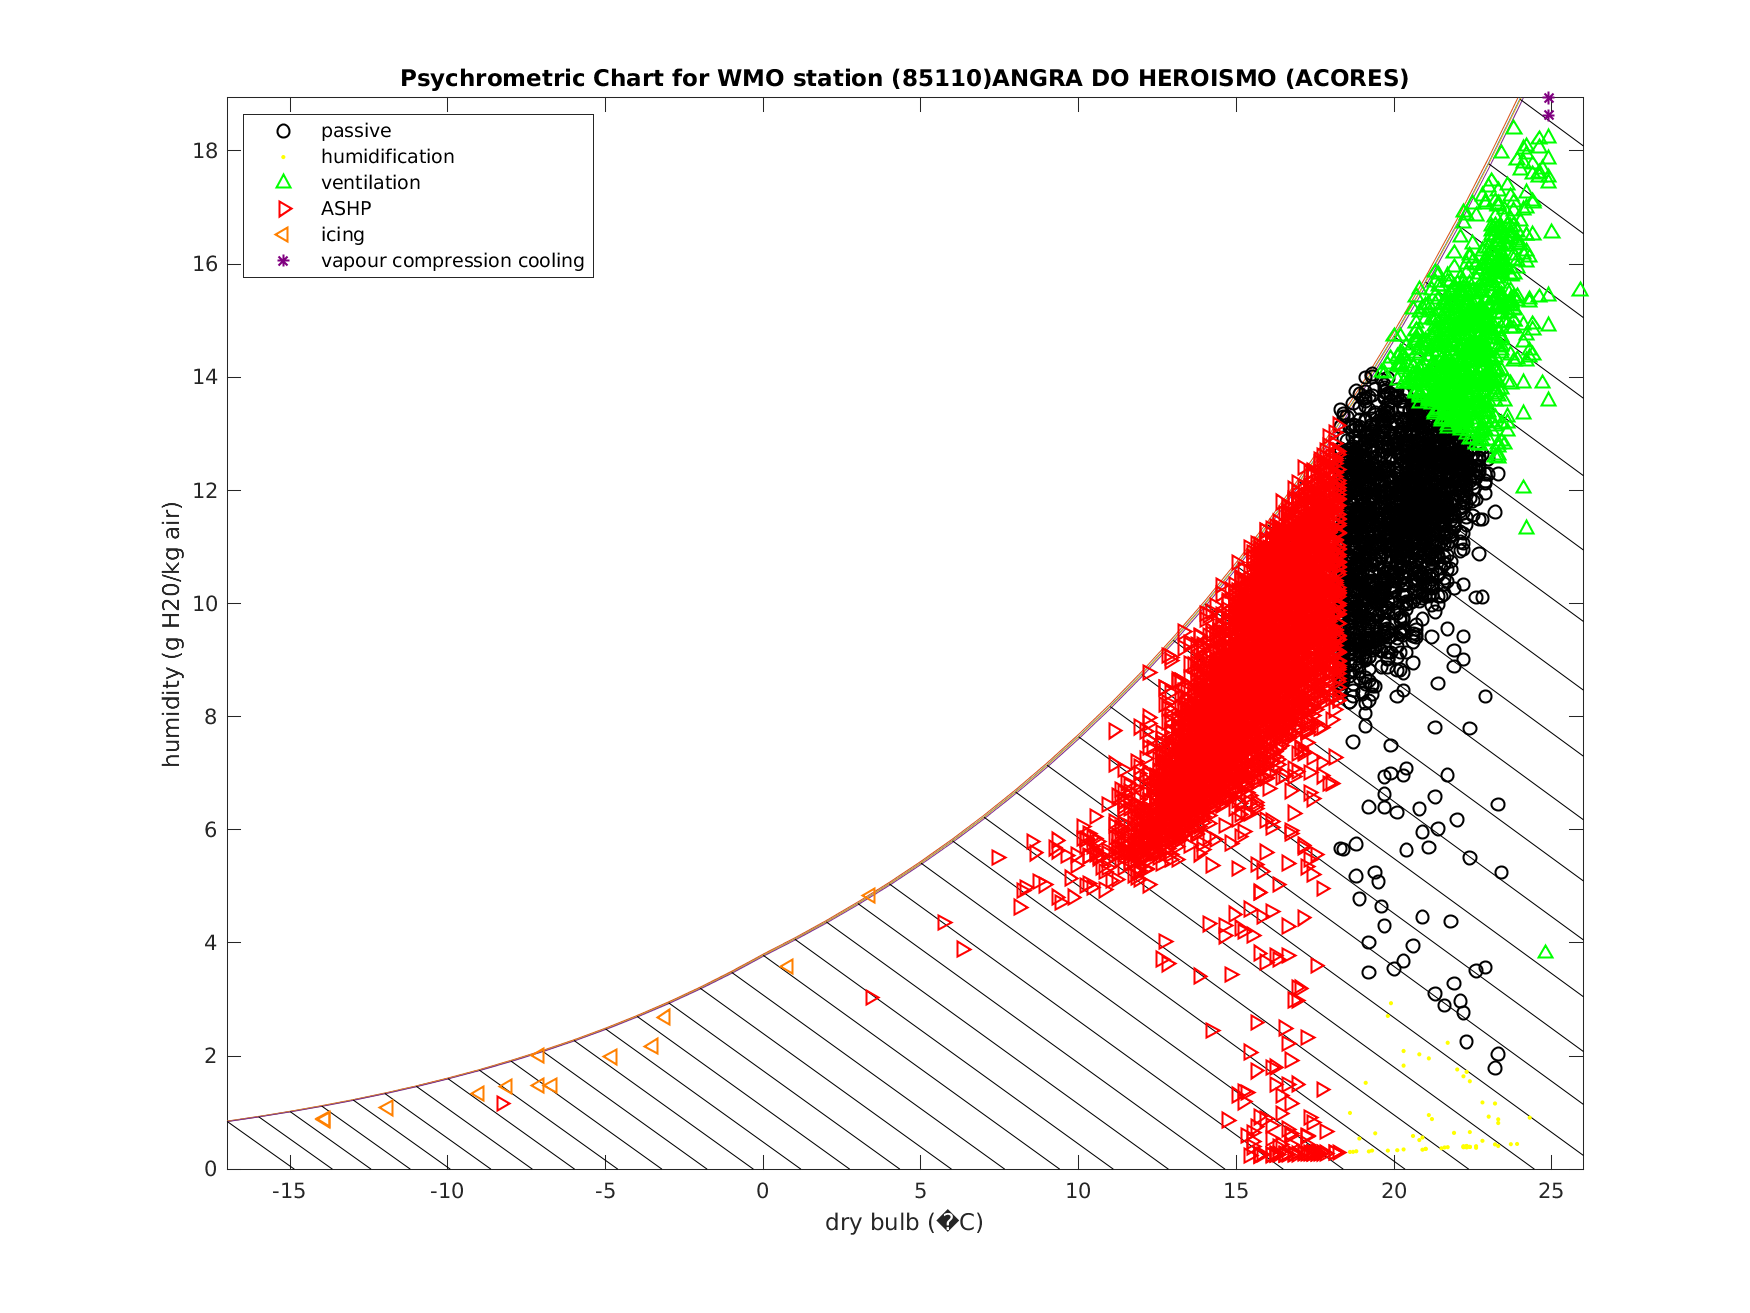 Psychrometric Chart for WMO station (85110)ANGRA DO HEROISMO (ACORES)
passive
humidification
ventilation
ASHP
icing
vapour compression cooling
humidity (g H20/kg air)
18
16
14
12
10
8
6
4
2
0
-15 -10 -5 0 5 10 15 20 25
dry bulb (�C)